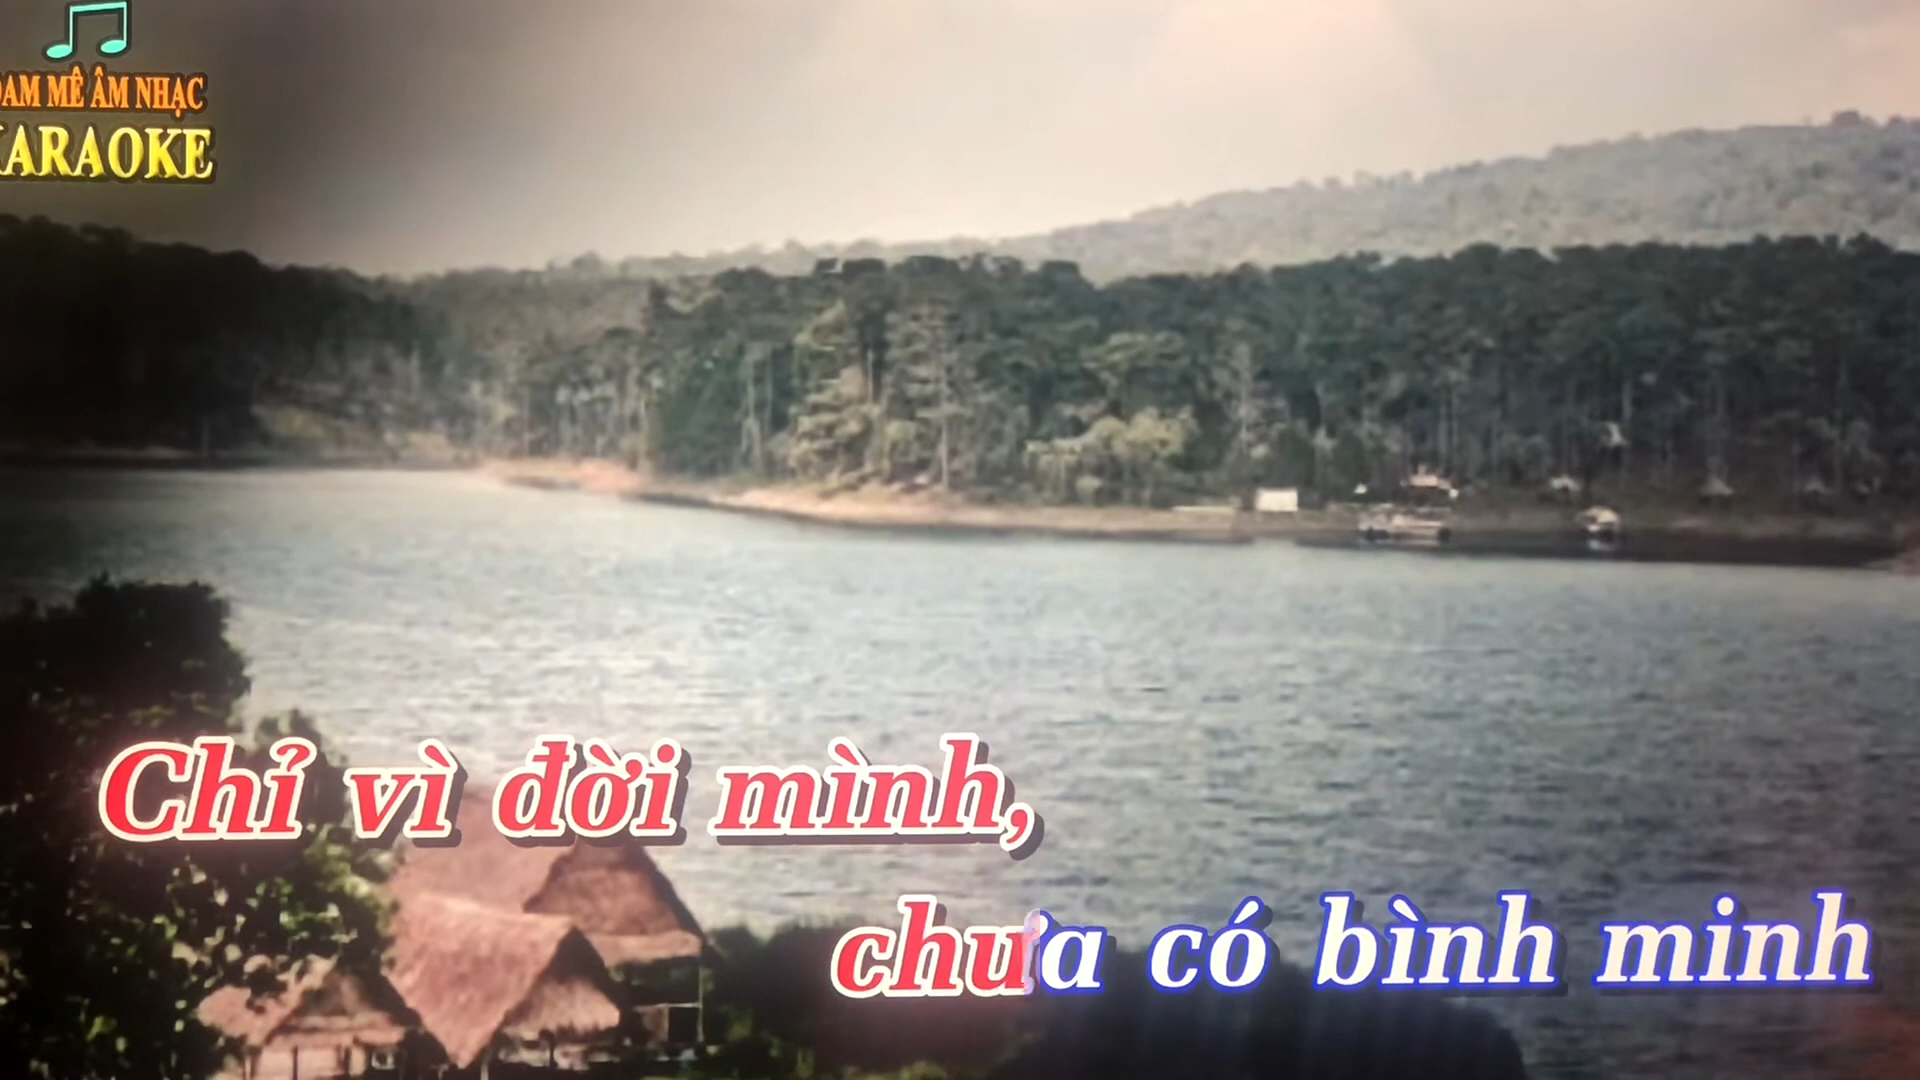 ĐAM MÊ ÂM NHẠC
KARAOKE
Chỉ vì đời mình,
chưa có bình minh